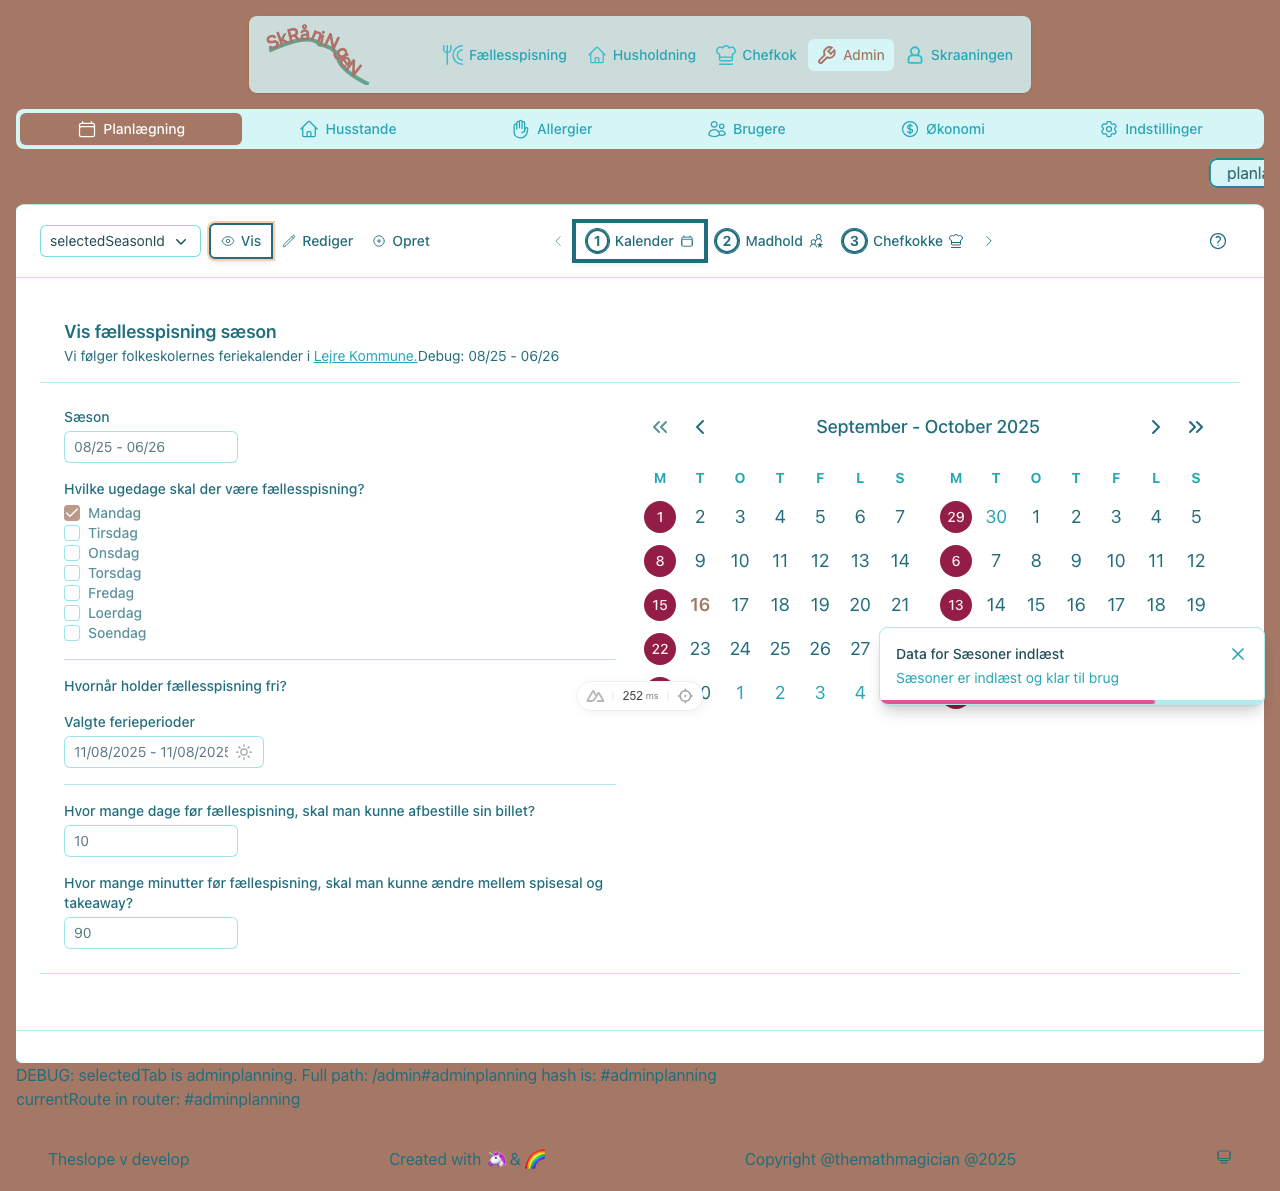 SkRåniNgeN
Fællesspisning
Husholdning
Chefkok
Admin
Skraaningen
Planlægning
Husstande
Allergier
Brugere
Økonomi
Indstillinger
selectedSeasonId
Vis
Rediger
Opret
1 Kalender
2 Madhold
3 Chefkokke
Vis fællesspisning sæson
Vi følger folkeskolernes feriekalender i Lejre Kommune.Debug: 08/25 - 06/26
Sæson
08/25 - 06/26
Hvilke ugedage skal der være fællesspisning?
Mandag
Tirsdag
Onsdag
Torsdag
Fredag
Loerdag
Soendag
Hvornår holder fællesspisning fri?
Valgte ferieperioder
11/08/2025 - 11/08/2025
Hvor mange dage før fællespisning, skal man kunne afbestille sin billet?
10
Hvor mange minutter før fællespisning, skal man kunne ændre mellem spisesal og
takeaway?
90
September - October 2025
M T O T F L S M T O T F L S
1 2 3 4 5 6 7 29 30 1 2 3 4 5
8 9 10 11 12 13 14 6 7 8 9 10 11 12
15 16 17 18 19 20 21 13 14 15 16 17 18 19
22 23 24 25 26 27
1 2 3 4
252 ms
Data for Sæsoner indlæst
Sæsoner er indlæst og klar til brug
DEBUG: selectedTab is adminplanning. Full path: /admin#adminplanning hash is: #adminplanning
currentRoute in router: #adminplanning
Theslope v develop
Created with 🦄 & 🌈
Copyright @themathmagician @2025